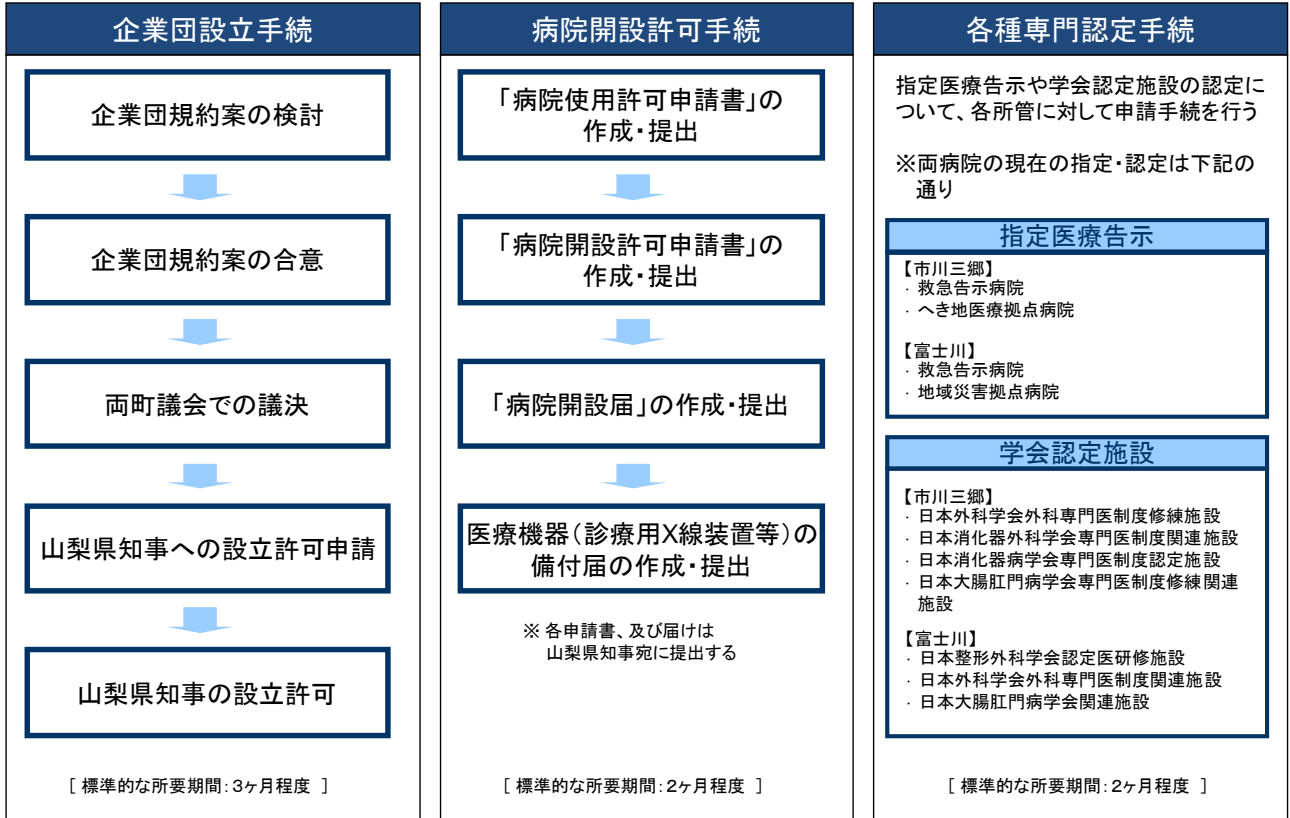 企業団設立手続
企業団規約案の検討
企業団規約案の合意
両町議会での議決
山梨県知事への設立許可申請
山梨県知事の設立許可
[ 標準的な所要期間：3ヶ月程度 ]
病院開設許可手続
「病院使用許可申請書」の
作成・提出
「病院開設許可申請書」の
作成・提出
「病院開設届」の作成・提出
医療機器（診療用X線装置等）の
備付届の作成・提出
※ 各申請書、及び届けは
山梨県知事宛に提出する
[ 標準的な所要期間：2ヶ月程度 ]
各種専門認定手続
指定医療告示や学会認定施設の認定に
ついて、各所管に対して申請手続を行う
※両病院の現在の指定・認定は下記の
通り
指定医療告示
【市川三郷】
・救急告示病院
・へき地医療拠点病院
【富士川】
・救急告示病院
・地域災害拠点病院
学会認定施設
【市川三郷】
・日本外科学会外科専門医制度修練施設
・日本消化器外科学会専門医制度関連施設
・日本消化器病学会専門医制度認定施設
・日本大腸肛門病学会専門医制度修練関連
施設
【富士川】
・日本整形外科学会認定医研修施設
・日本外科学会外科専門医制度関連施設
・日本大腸肛門病学会関連施設
[ 標準的な所要期間：2ヶ月程度 ]